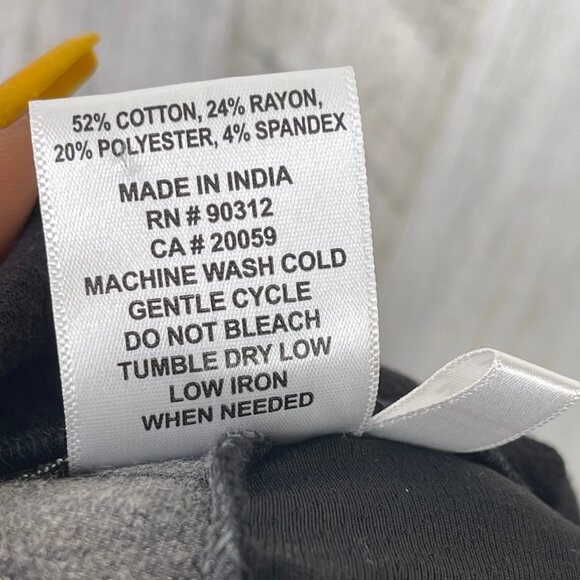 52% COTTON, 24% RAYON,
20% POLYESTER, 4% SPANDEX
MADE IN INDIA
RN # 90312
CA # 20059
MACHINE WASH COLD
GENTLE CYCLE
DO NOT BLEACH
TUMBLE DRY LOW
LOW IRON
WHEN NEEDED